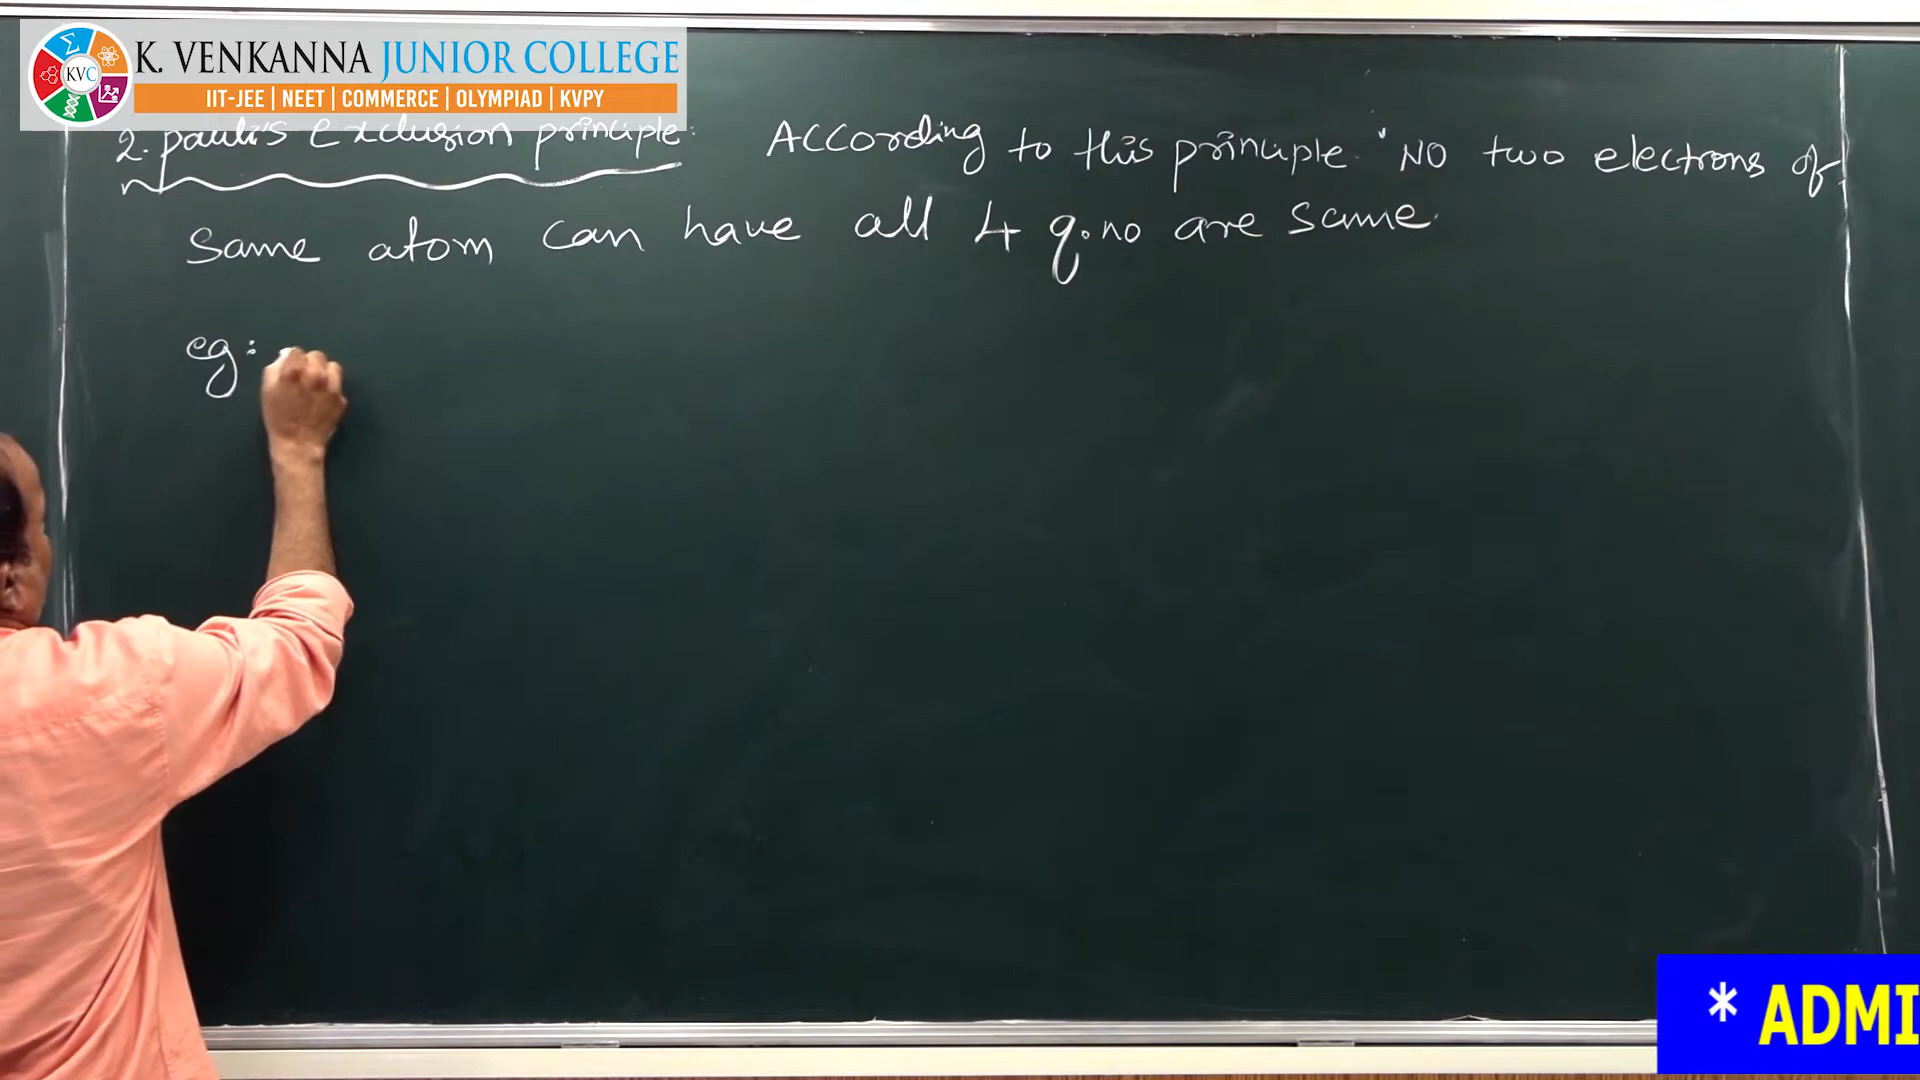 KVC
K. VENKANNA JUNIOR COLLEGE
IIT-JEE | NEET | COMMERCE | OLYMPIAD | KVPY
2. pauli's exclusion principle: According to this principle. "NO two electrons of
same atom can have all 4 q.no are same.
eg:
* ADMI